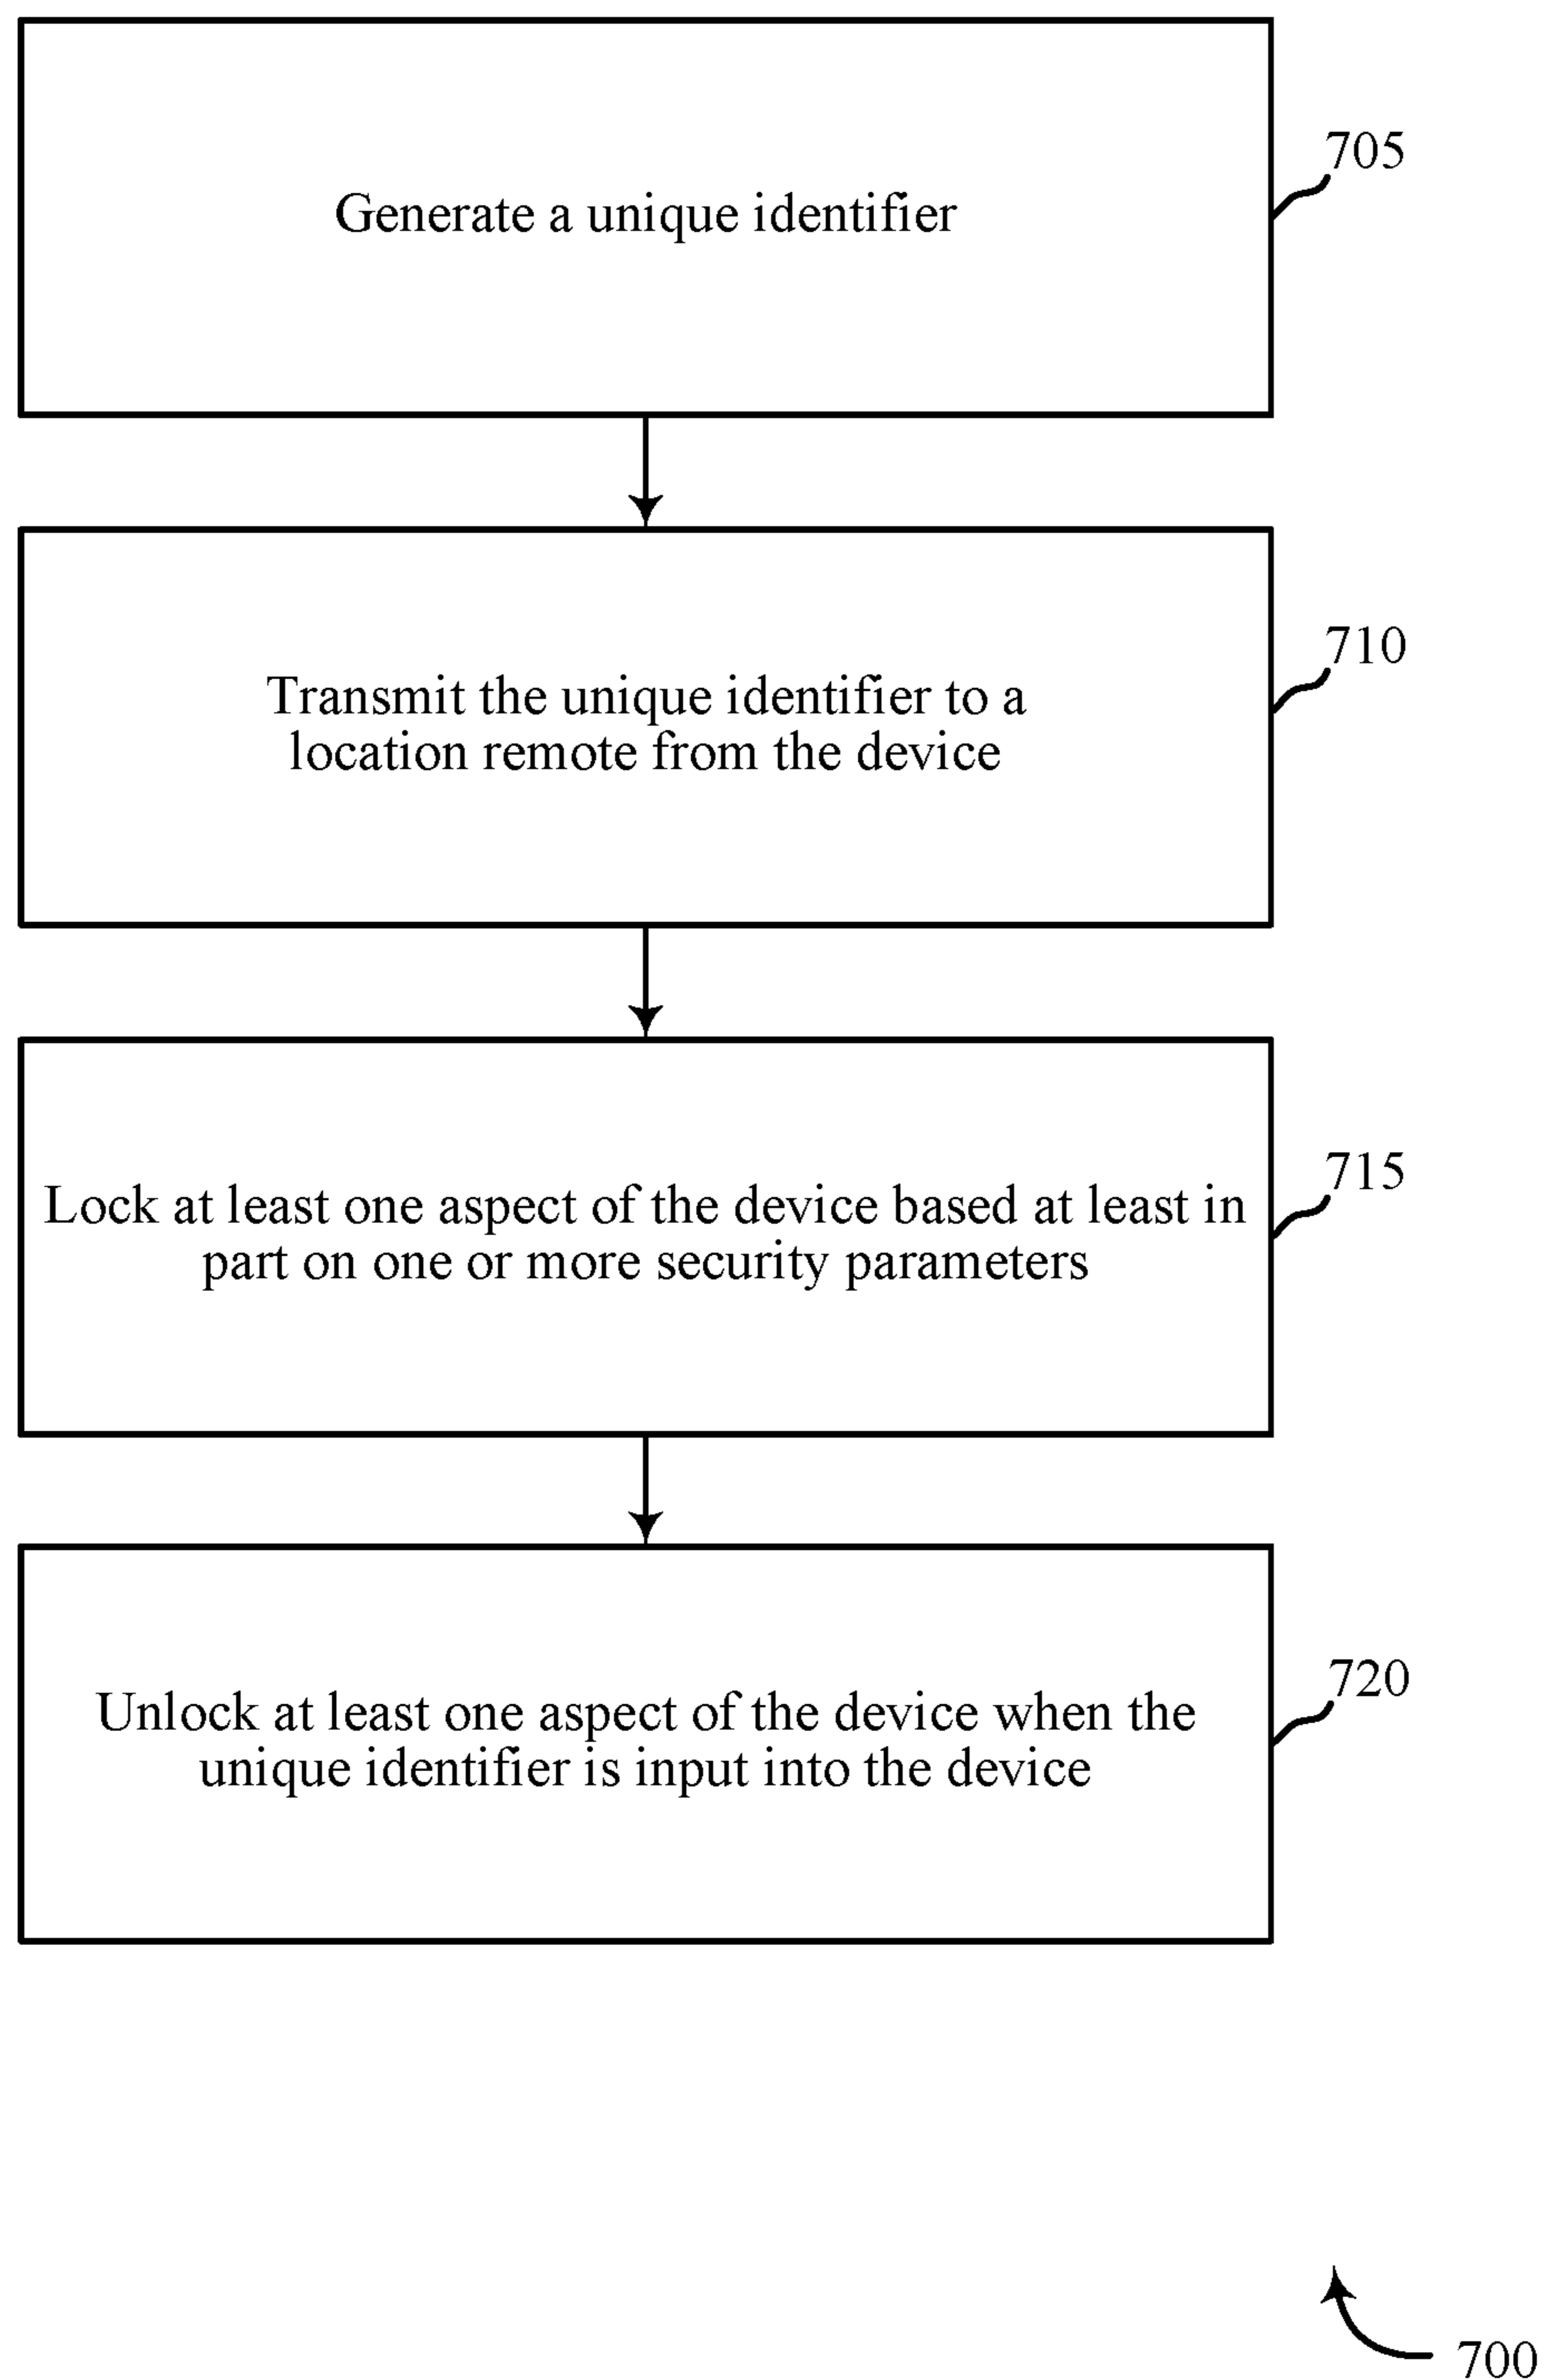 Generate a unique identifier
705
Transmit the unique identifier to a
location remote from the device
710
Lock at least one aspect of the device based at least in
part on one or more security parameters
715
Unlock at least one aspect of the device when the
unique identifier is input into the device
720
700